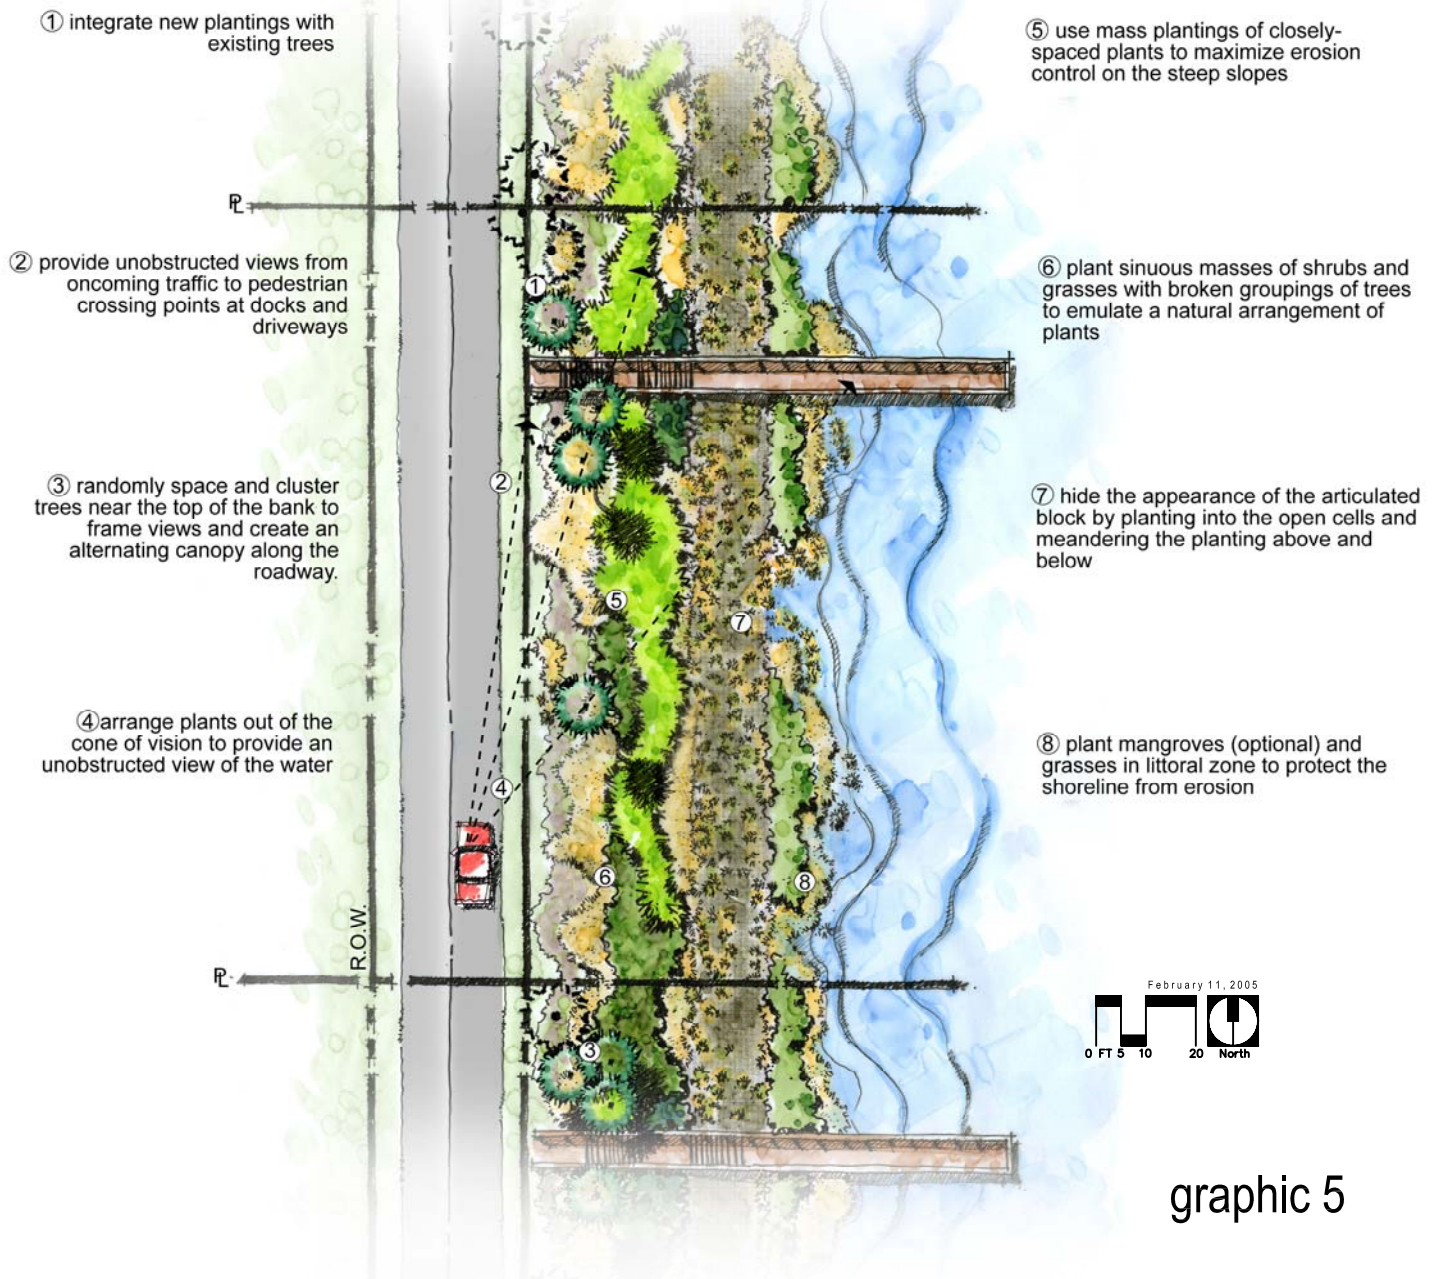 ① integrate new plantings with
existing trees
⑤ use mass plantings of closely-
spaced plants to maximize erosion
control on the steep slopes
PL
② provide unobstructed views from
oncoming traffic to pedestrian
crossing points at docks and
driveways
1
⑥ plant sinuous masses of shrubs and
grasses with broken groupings of trees
to emulate a natural arrangement of
plants
③ randomly space and cluster
trees near the top of the bank to
frame views and create an
alternating canopy along the
roadway.
2
⑦ hide the appearance of the articulated
block by planting into the open cells and
meandering the planting above and
below
5
7
④arrange plants out of the
cone of vision to provide an
unobstructed view of the water
4
⑧ plant mangroves (optional) and
grasses in littoral zone to protect the
shoreline from erosion
6
8
R.O.W.
PL
February 11, 2005
0 FT 5 10 20 North
3
graphic 5